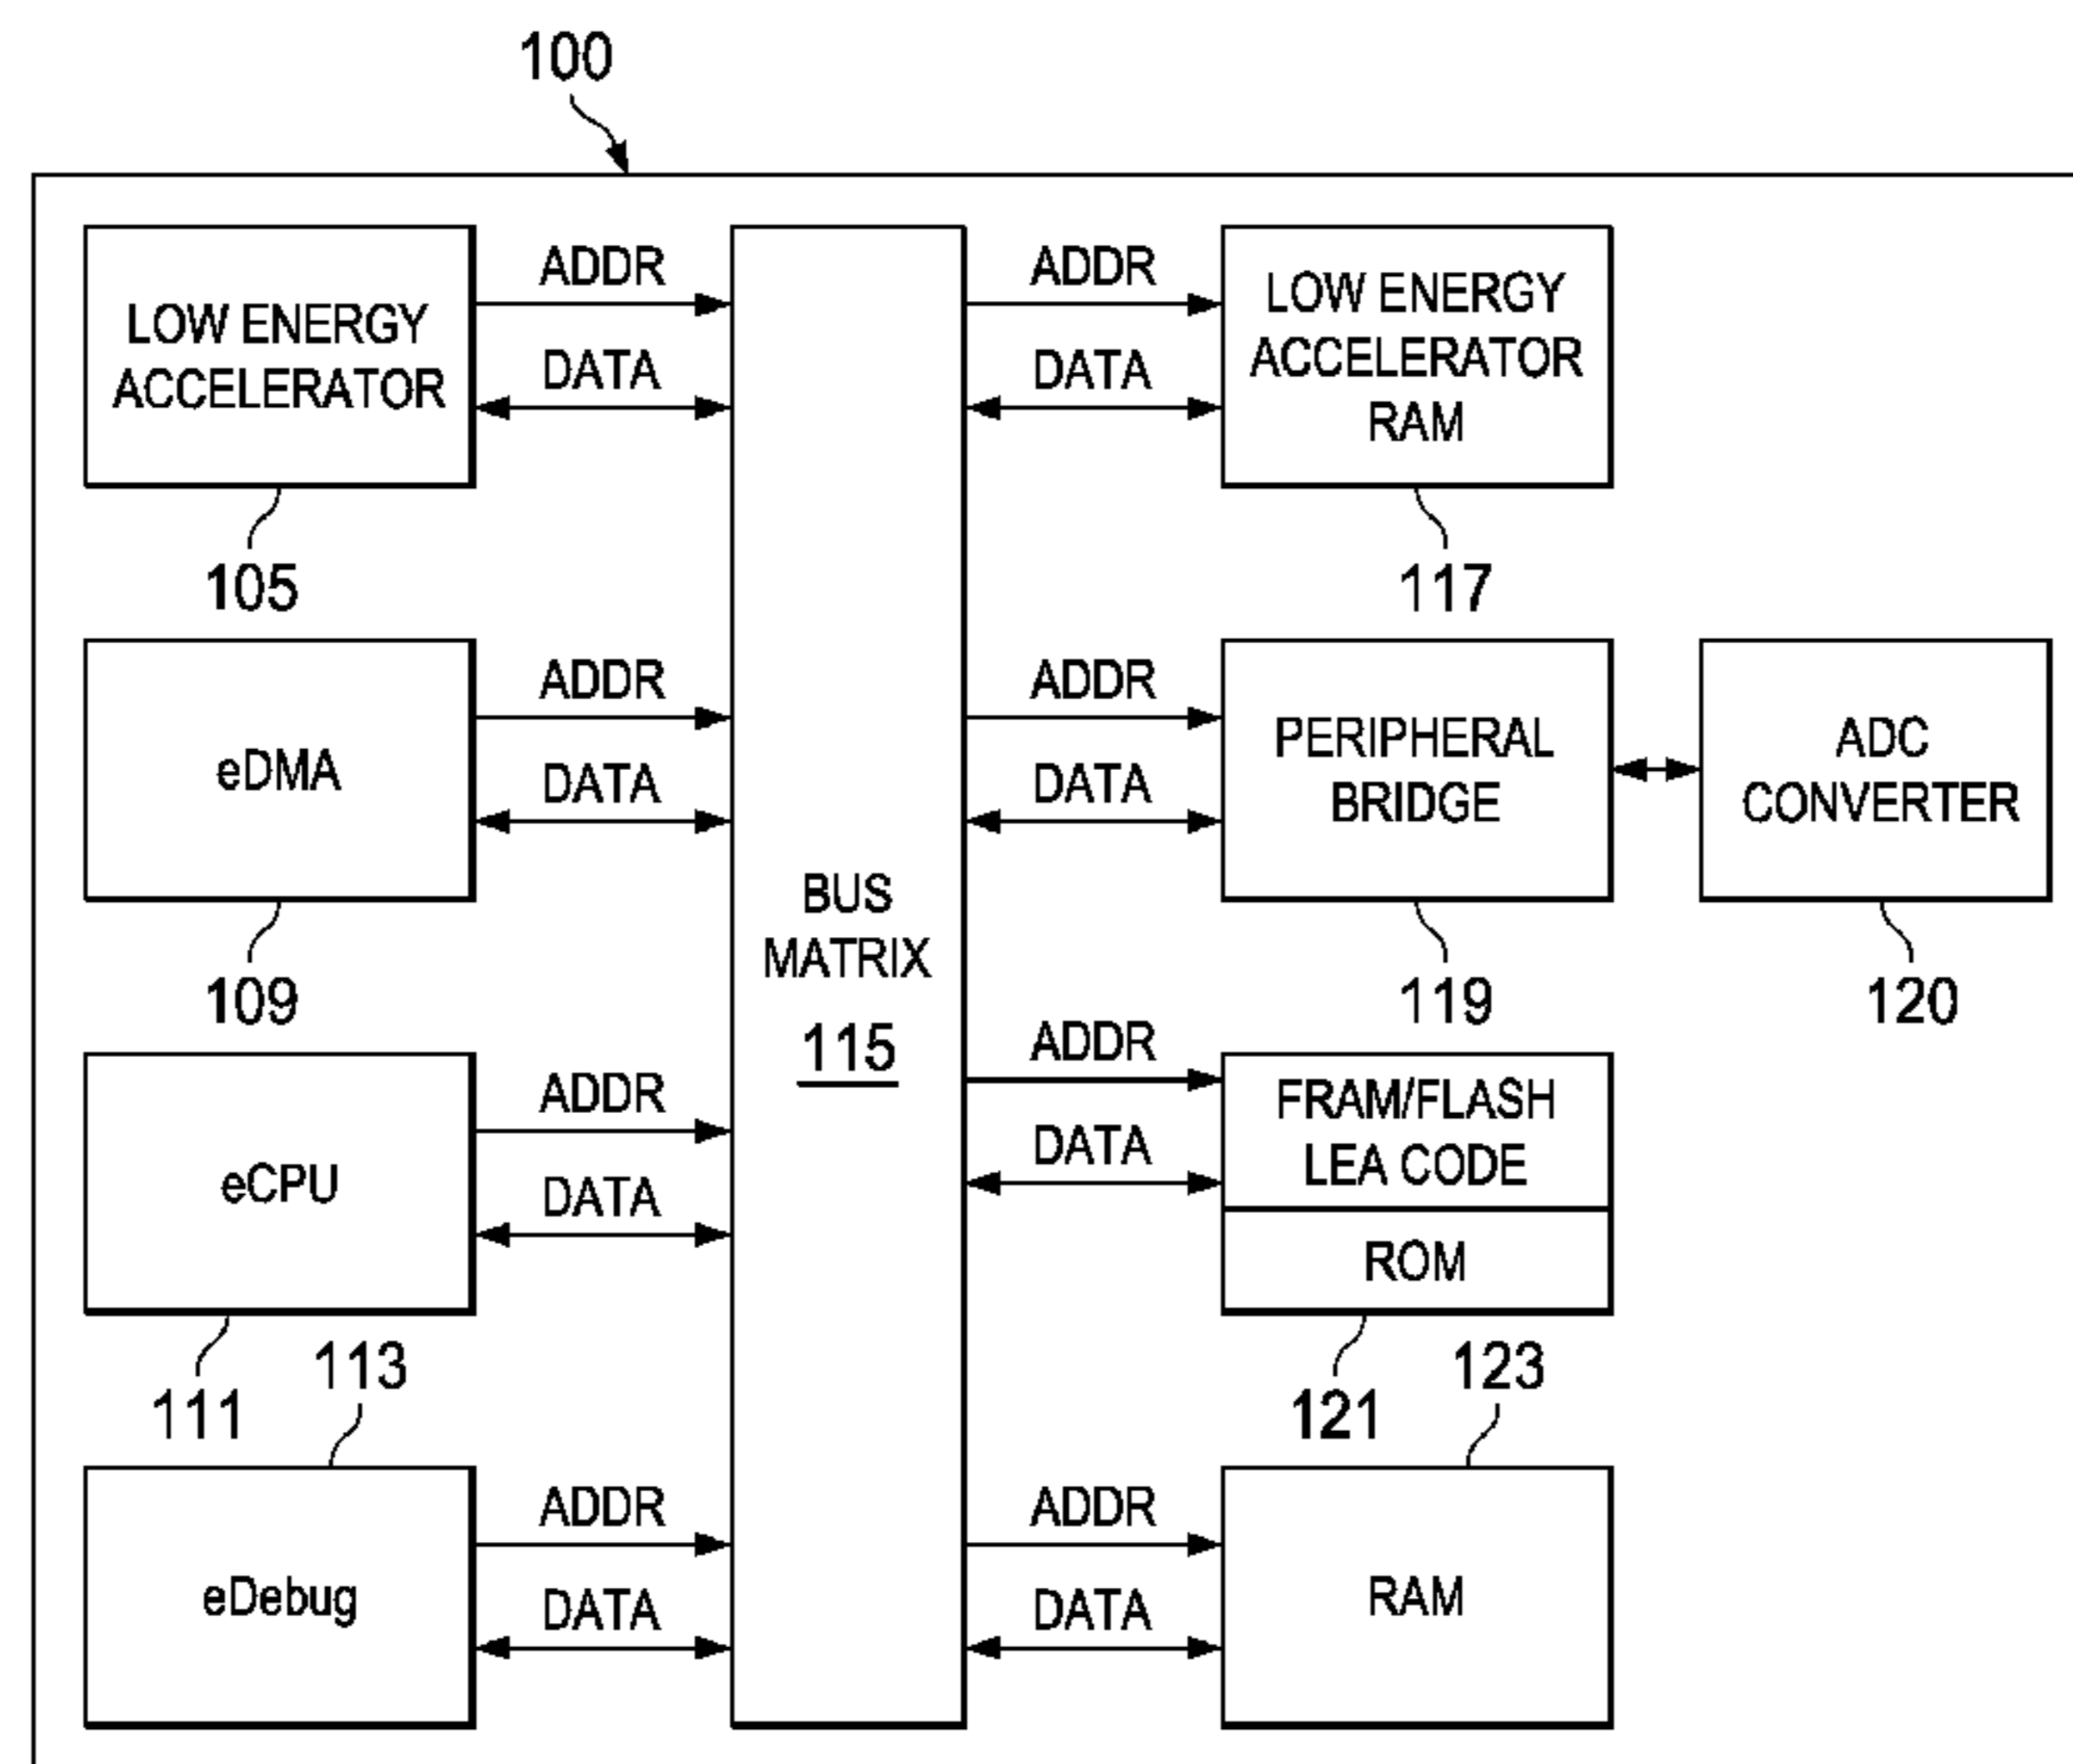 100
LOW ENERGY
ACCELERATOR
105
ADDR
DATA
ADDR
DATA
LOW ENERGY
ACCELERATOR
RAM
117
eDMA
109
ADDR
DATA
ADDR
DATA
PERIPHERAL
BRIDGE
119
ADC
CONVERTER
120
BUS
MATRIX
115
eCPU
111
ADDR
DATA
ADDR
DATA
FRAM/FLASH
LEA CODE
ROM
121
113
eDebug
ADDR
DATA
ADDR
DATA
123
RAM